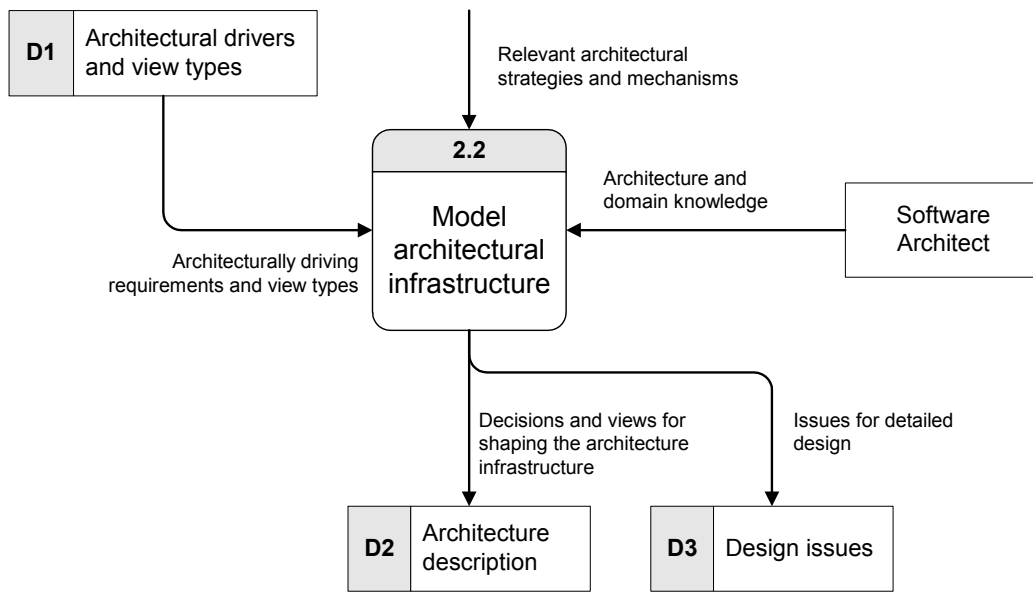 D1
Architectural drivers
and view types
Relevant architectural
strategies and mechanisms
2.2
Model
architectural
infrastructure
Architecture and
domain knowledge
Software
Architect
Architecturally driving
requirements and view types
Decisions and views for
shaping the architecture
infrastructure
Issues for detailed
design
D2
Architecture
description
D3
Design issues